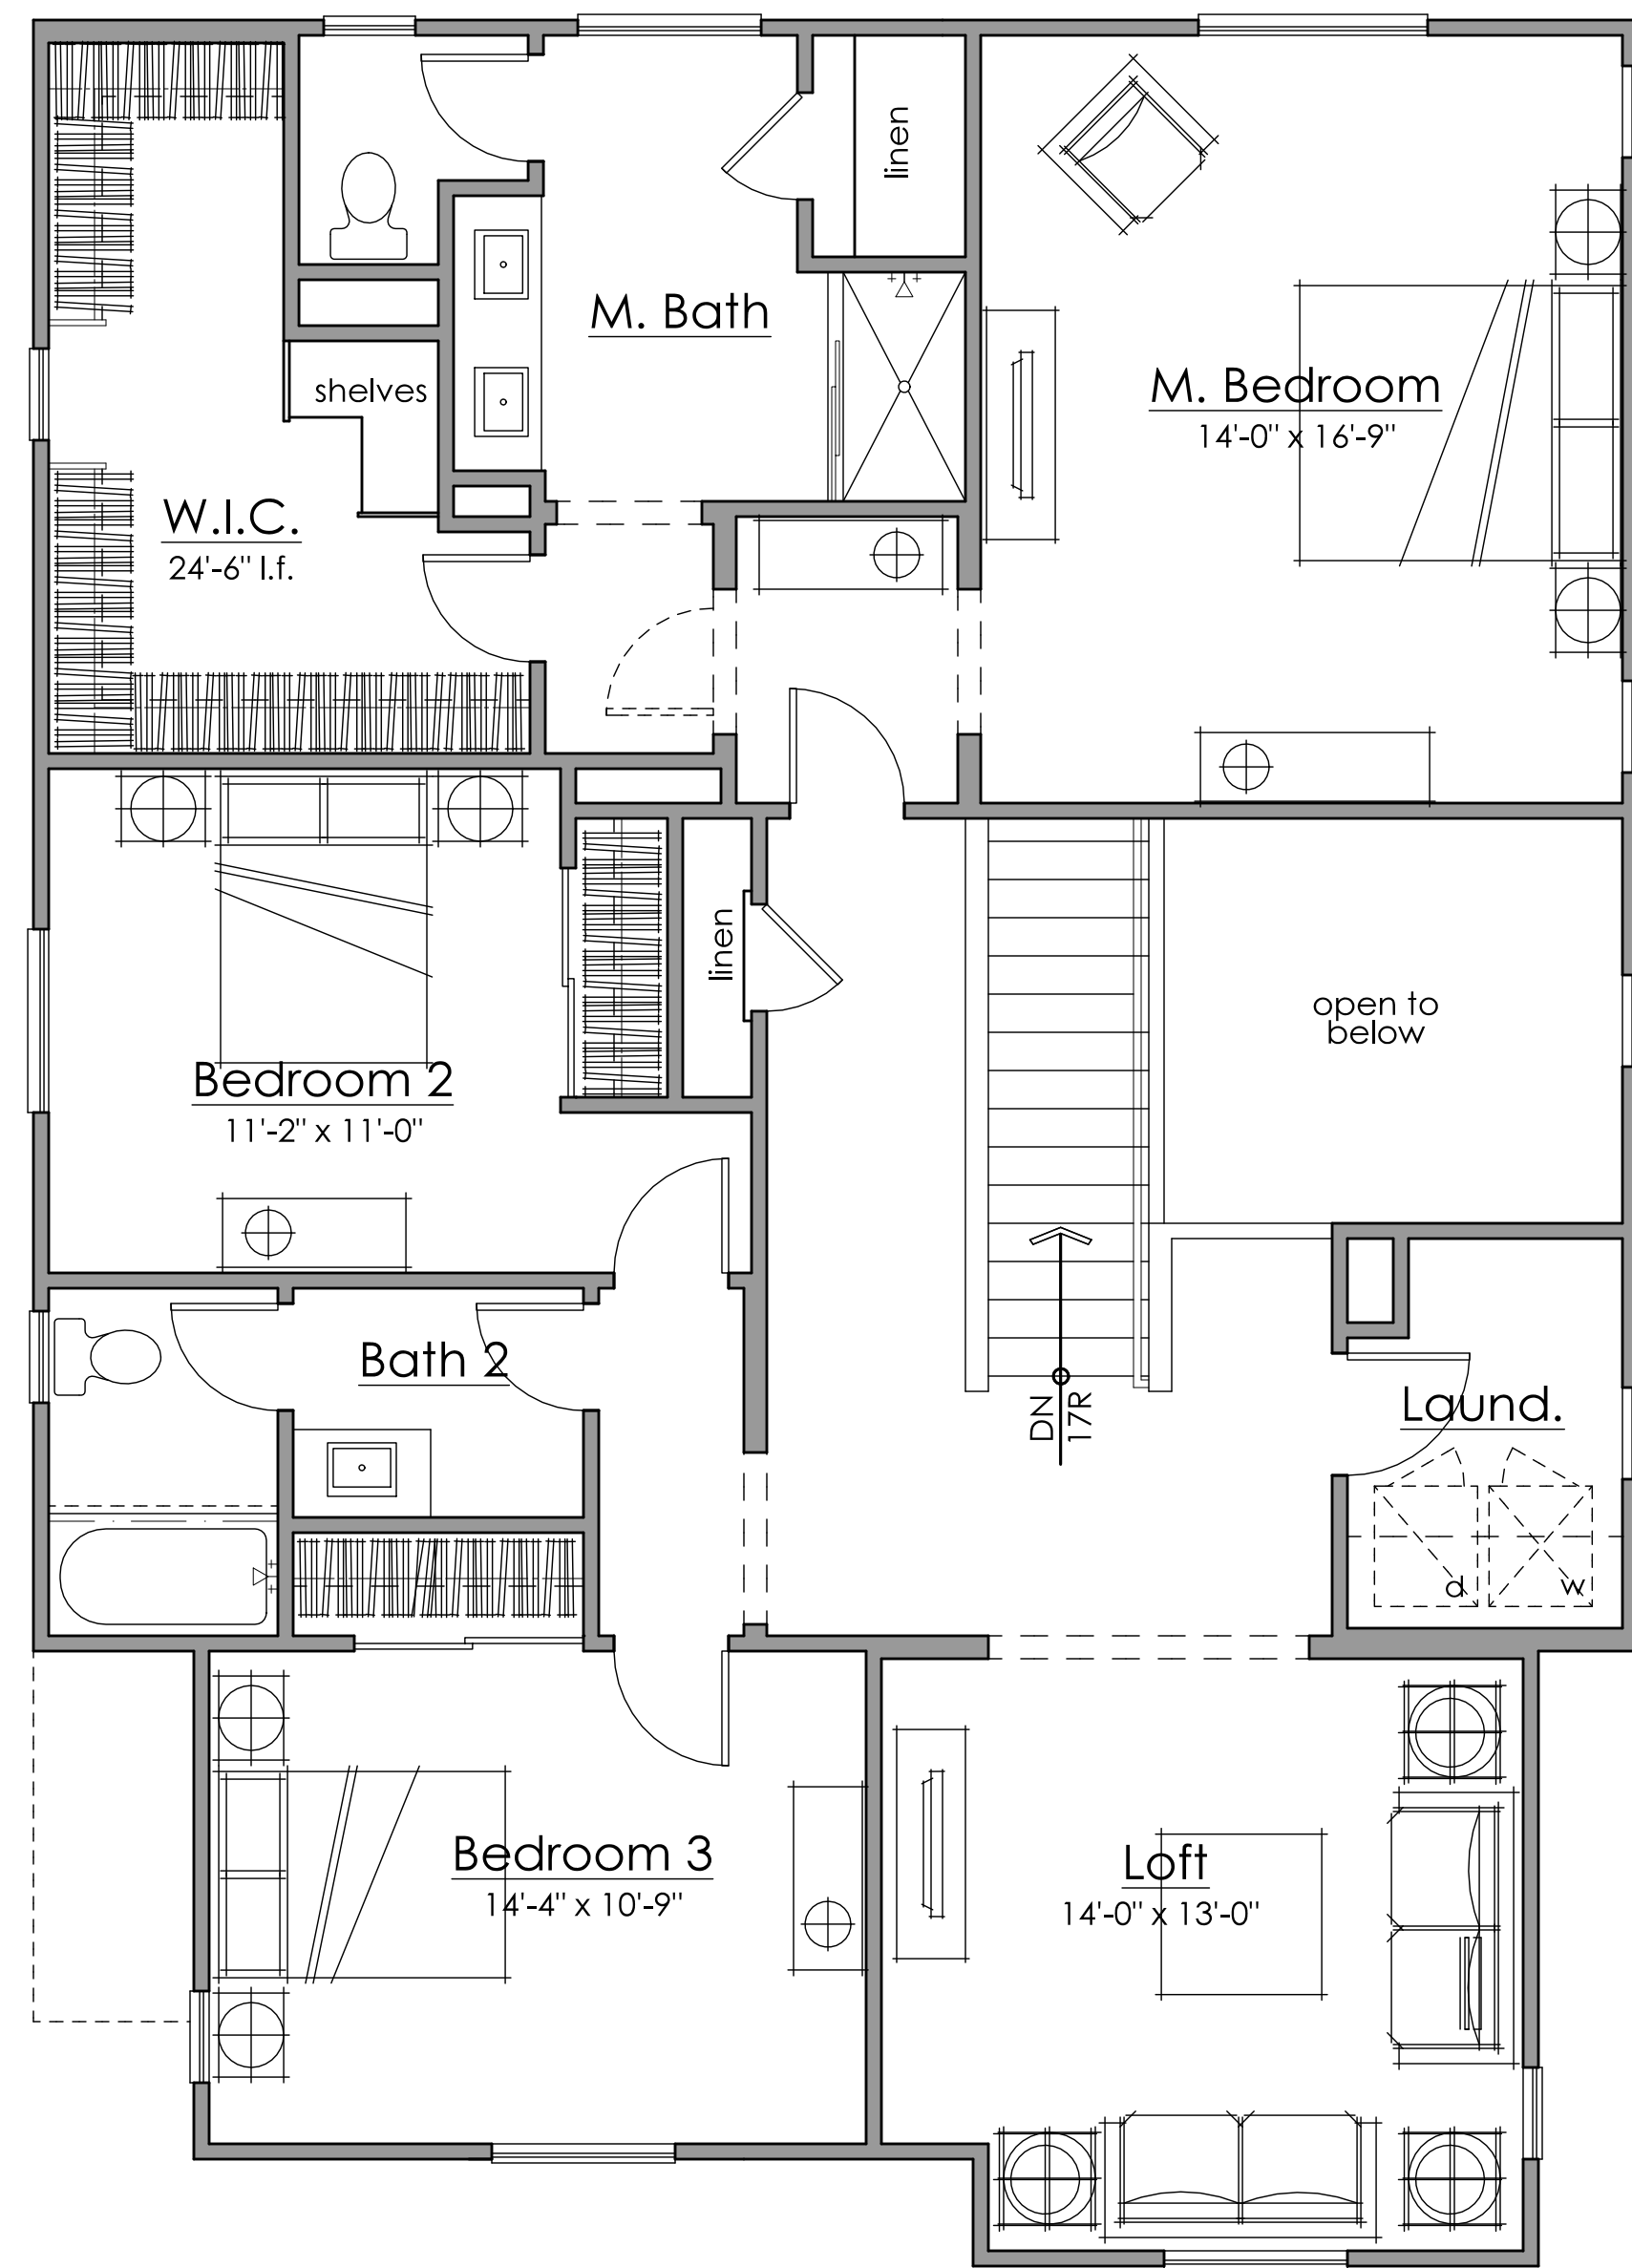 linen
M. Bath
M. Bedroom
14'-0" x 16'-9"
shelves
W.I.C.
24'-6" l.f.
linen
open to
below
Bedroom 2
11'-2" x 11'-0"
Bath 2
DN
17R
Laund.
d
w
Bedroom 3
14'-4" x 10'-9"
Loft
14'-0" x 13'-0"